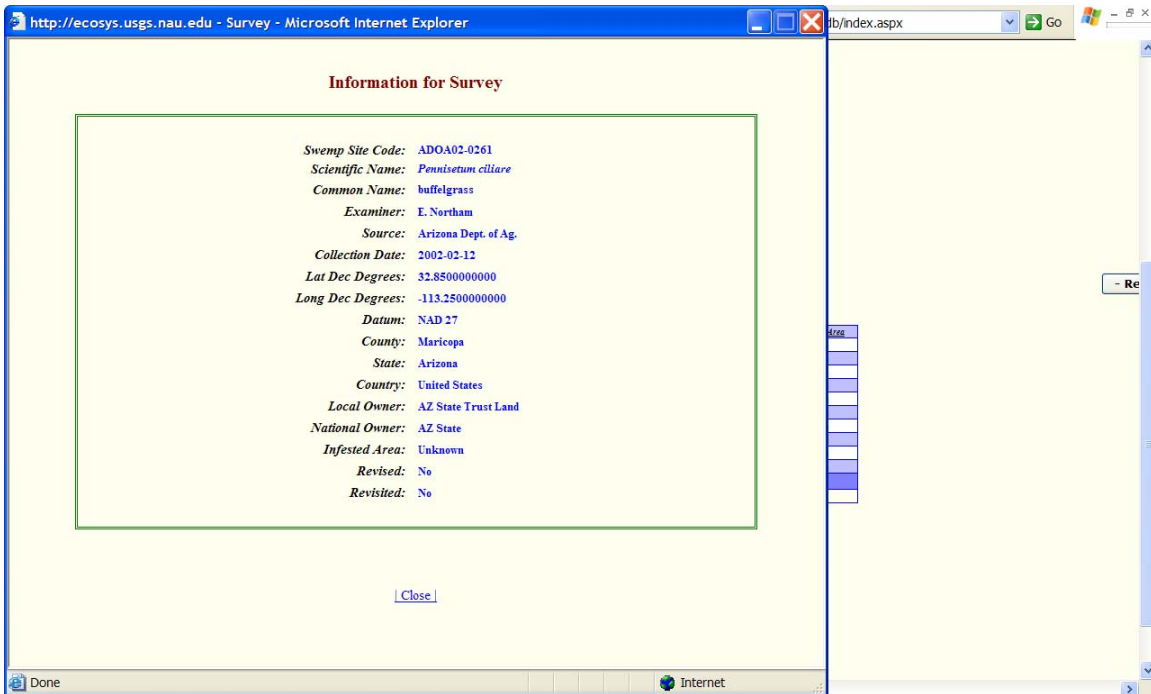 http://ecosys.usgs.nau.edu - Survey - Microsoft Internet Explorer
db/index.aspx
Go
Information for Survey
Swemp Site Code: ADOA02-0261
Scientific Name: Pennisetum ciliare
Common Name: buffelgrass
Examiner: E. Northam
Source: Arizona Dept. of Ag.
Collection Date: 2002-02-12
Lat Dec Degrees: 32.8500000000
Long Dec Degrees: -113.2500000000
Datum: NAD 27
County: Maricopa
State: Arizona
Country: United States
Local Owner: AZ State Trust Land
National Owner: AZ State
Infested Area: Unknown
Revised: No
Revisited: No
- Re
Area
| Close |
Done
Internet